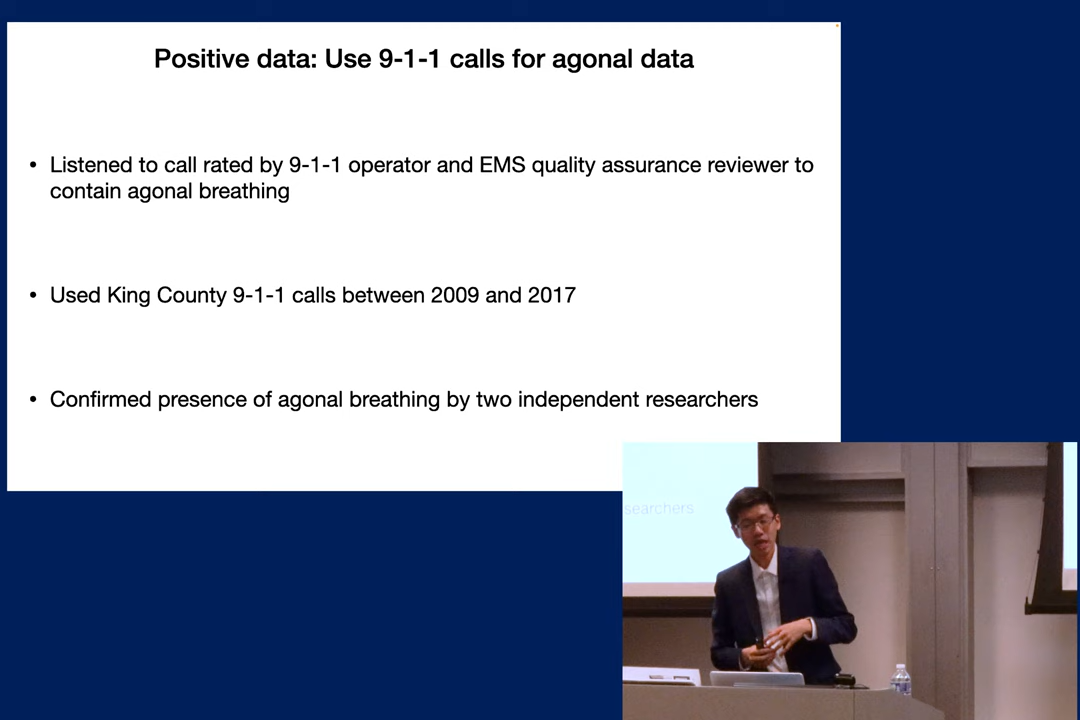 Positive data: Use 9-1-1 calls for agonal data
• Listened to call rated by 9-1-1 operator and EMS quality assurance reviewer to
contain agonal breathing
• Used King County 9-1-1 calls between 2009 and 2017
• Confirmed presence of agonal breathing by two independent researchers
searchers